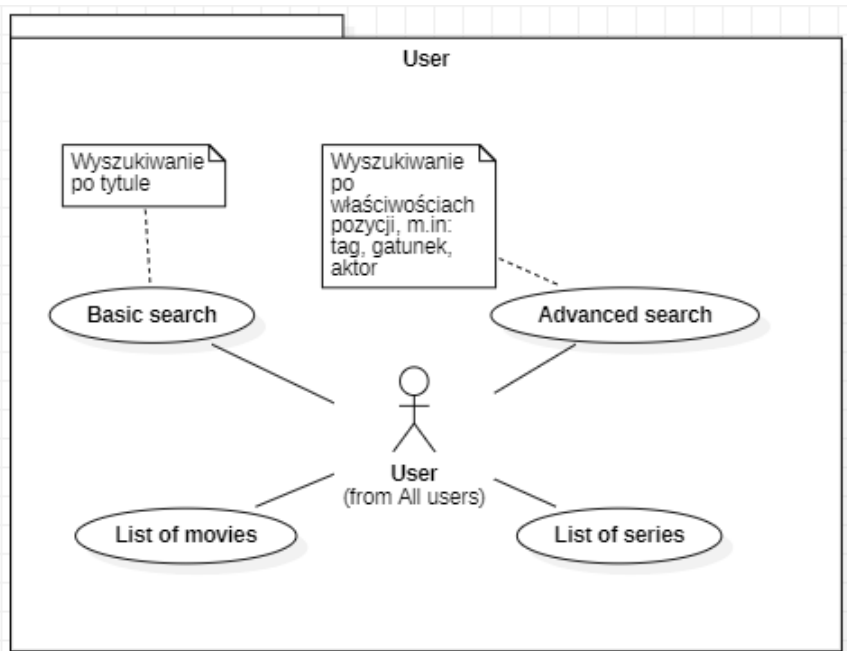 User
Wyszukiwanie
po tytule
Wyszukiwanie
po
właściwościach
pozycji, m.in:
tag, gatunek,
aktor
Basic search
Advanced search
User
(from All users)
List of movies
List of series